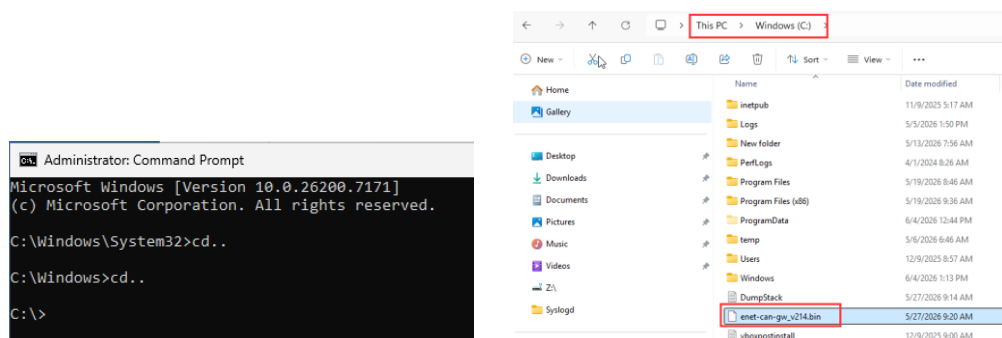 Administrator: Command Prompt
Microsoft Windows [Version 10.0.26200.7171]
(c) Microsoft Corporation. All rights reserved.
C:\Windows\System32>cd..
C:\Windows>cd..
C:\>
This PC > Windows (C:) >
New Sort View ...
Home
Gallery
Desktop
Downloads
Documents
Pictures
Music
Videos
Z:\
Syslogd
Name Date modified
inetpub 11/9/2025 5:17 AM
Logs 5/5/2026 1:50 PM
New folder 5/13/2026 7:56 AM
PerfLogs 4/1/2024 8:26 AM
Program Files 5/19/2026 8:46 AM
Program Files (x86) 5/19/2026 9:36 AM
ProgramData 6/4/2026 12:44 PM
temp 5/6/2026 6:46 AM
Users 12/9/2025 8:57 AM
Windows 6/4/2026 1:13 PM
DumpStack 5/27/2026 9:14 AM
enet-can-gw_v214.bin 5/27/2026 9:20 AM
vboxpostinstall 12/9/2025 9:00 AM